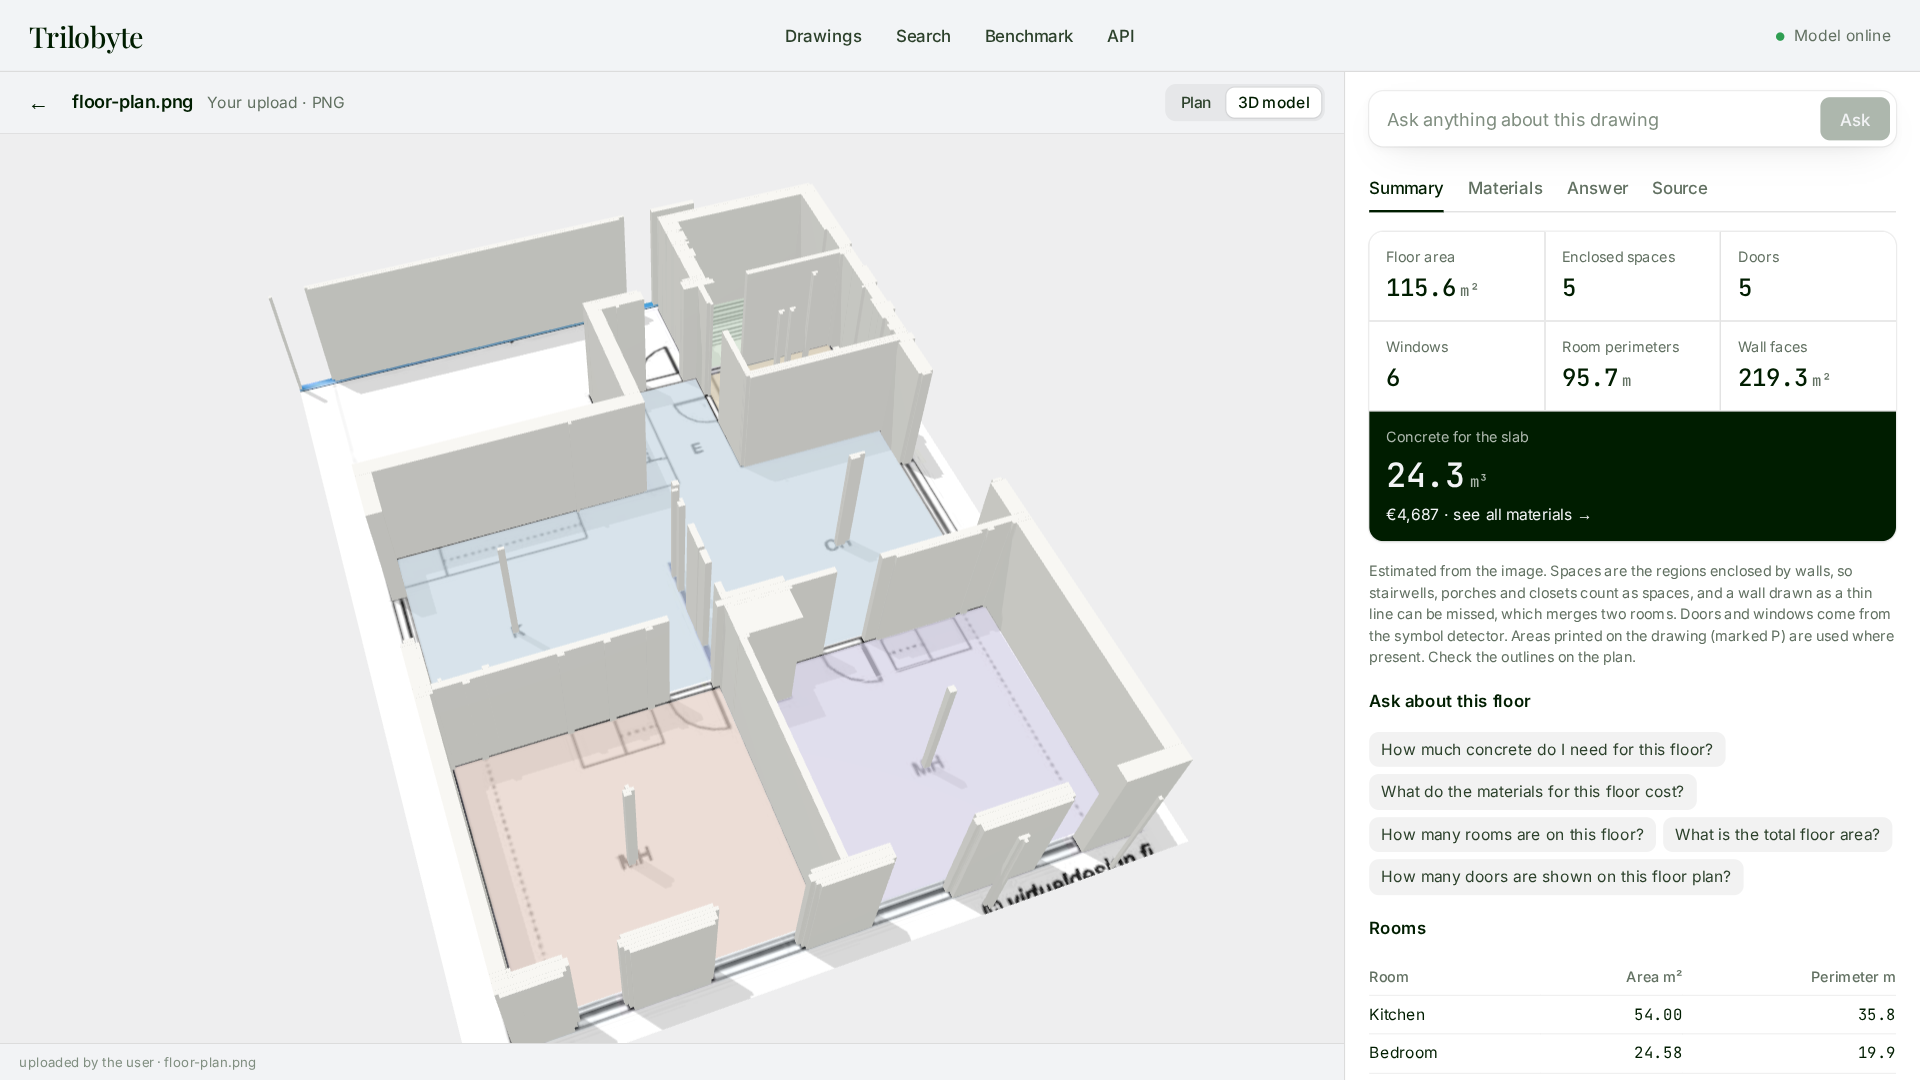 Trilobyte
Drawings Search Benchmark API
Model online
← floor-plan.png Your upload · PNG
Plan 3D model
E
MH
MH
uploaded by the user · floor-plan.png
Ask anything about this drawing Ask
Summary Materials Answer Source
Floor area Enclosed spaces Doors
115.6 m² 5 5
Windows Room perimeters Wall faces
6 95.7 m 219.3 m²
Concrete for the slab
24.3 m³
€4,687 · see all materials →
Estimated from the image. Spaces are the regions enclosed by walls, so
stairwells, porches and closets count as spaces, and a wall drawn as a thin
line can be missed, which merges two rooms. Doors and windows come from
the symbol detector. Areas printed on the drawing (marked P) are used where
present. Check the outlines on the plan.
Ask about this floor
How much concrete do I need for this floor?
What do the materials for this floor cost?
How many rooms are on this floor? What is the total floor area?
How many doors are shown on this floor plan?
Rooms
Room Area m² Perimeter m
Kitchen 54.00 35.8
Bedroom 24.58 19.9